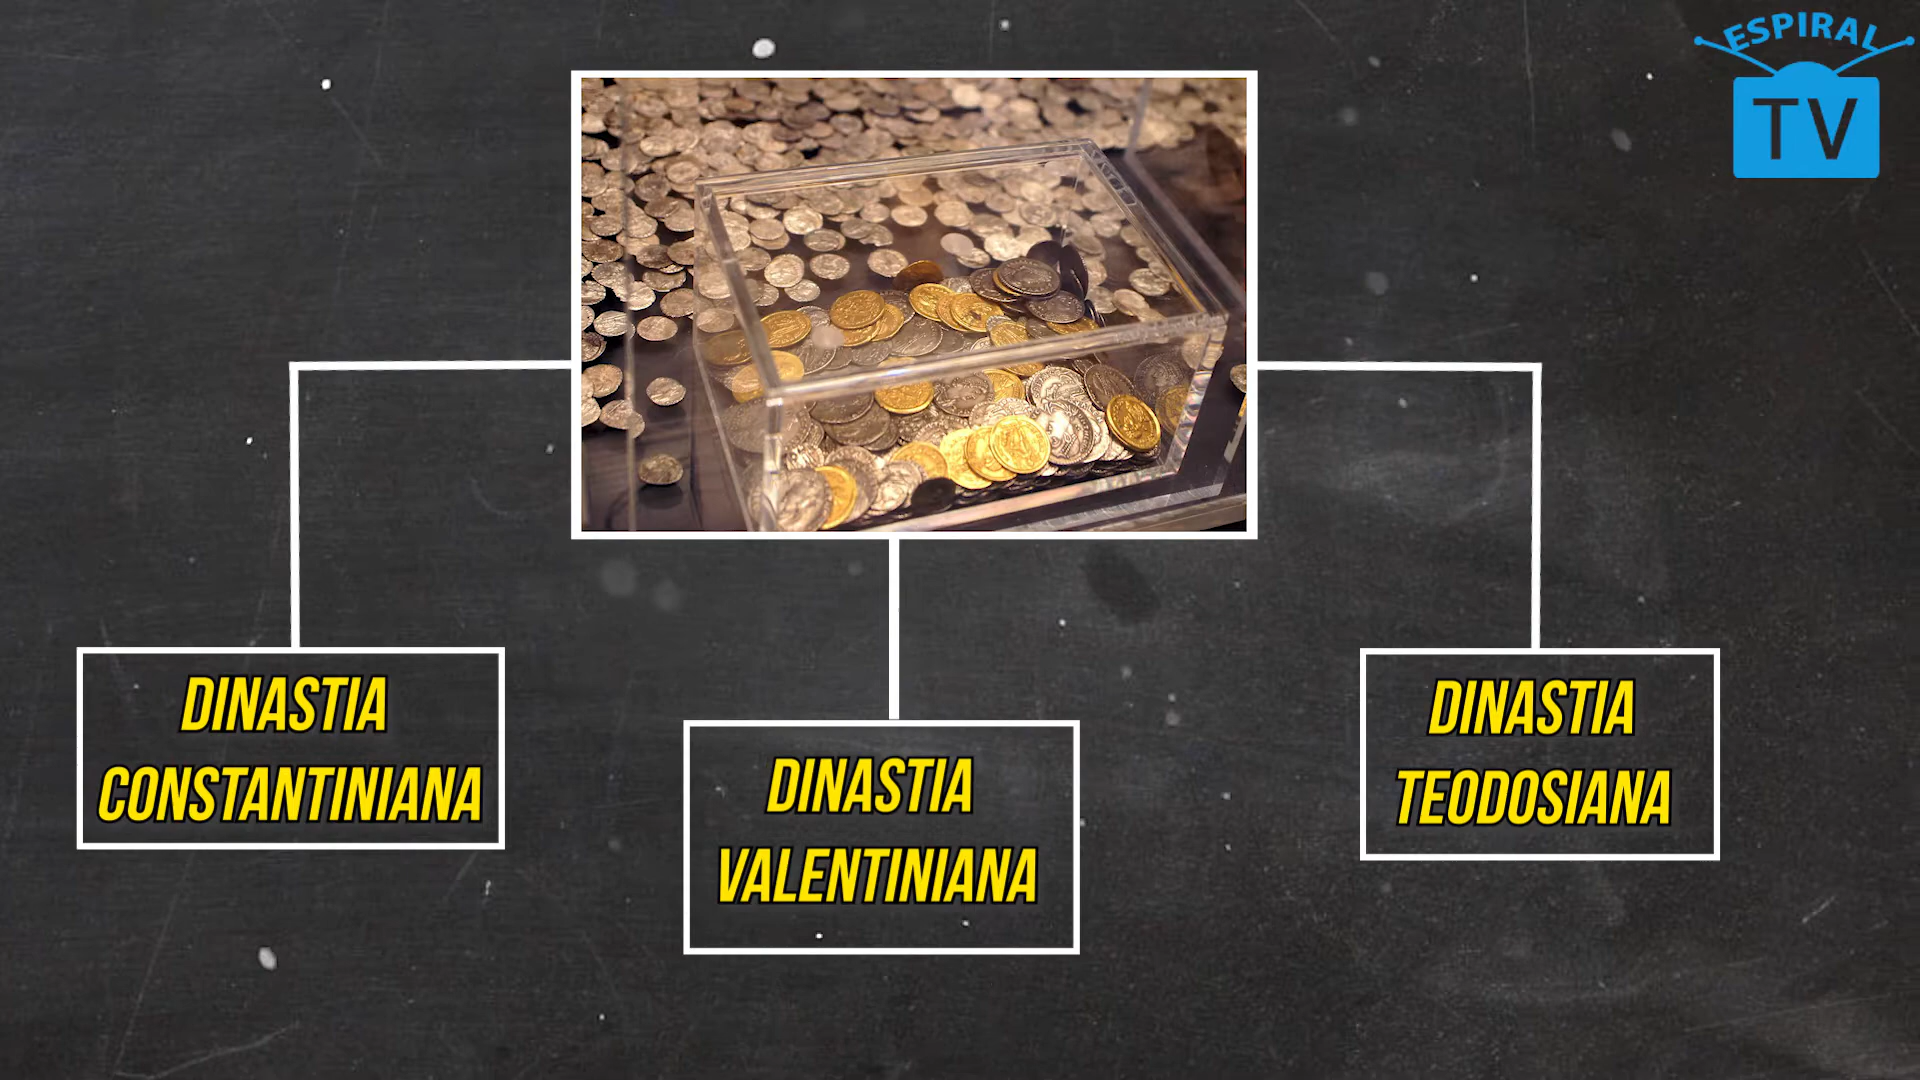 ESPIRAL
TV
DINASTIA
CONSTANTINIANA
DINASTIA
VALENTINIANA
DINASTIA
TEODOSIANA